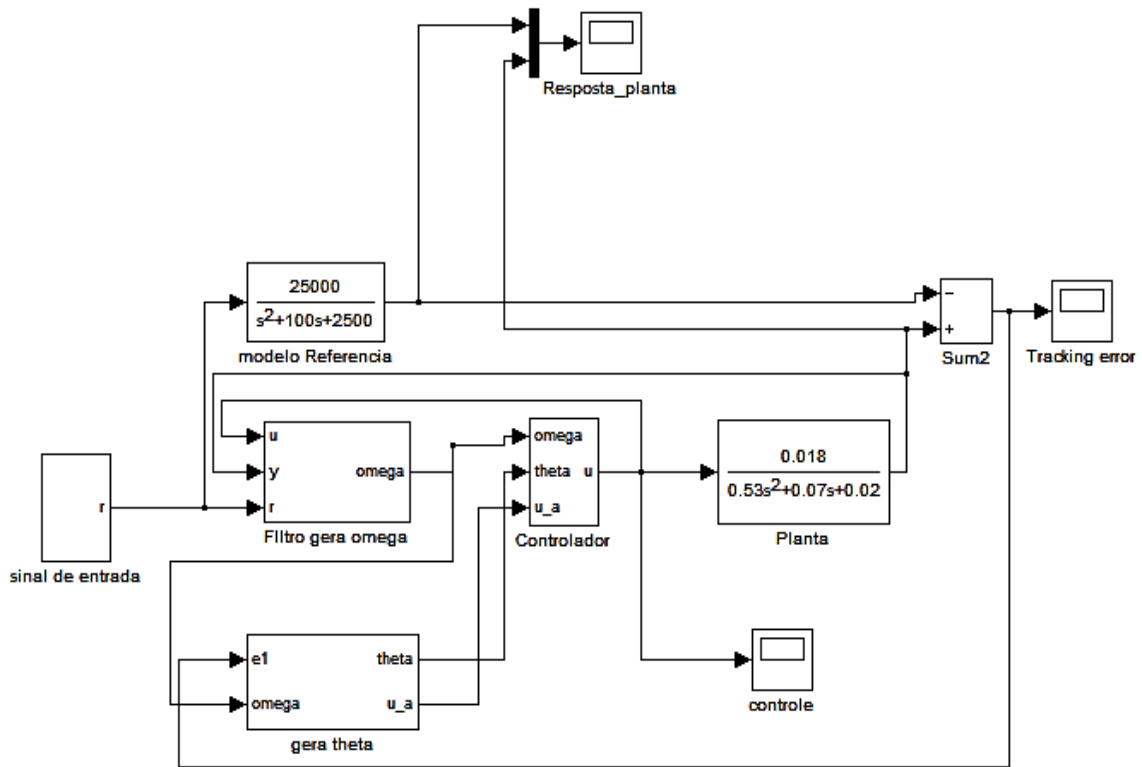 Resposta_planta
25000
s²+100s+2500
modelo Referencia
−
+
Sum2
Tracking error
u
y
r
omega
FIltro gera omega
omega
theta
u_a
u
Controlador
0.018
0.53s²+0.07s+0.02
Planta
r
sinal de entrada
e1
omega
theta
u_a
gera theta
controle